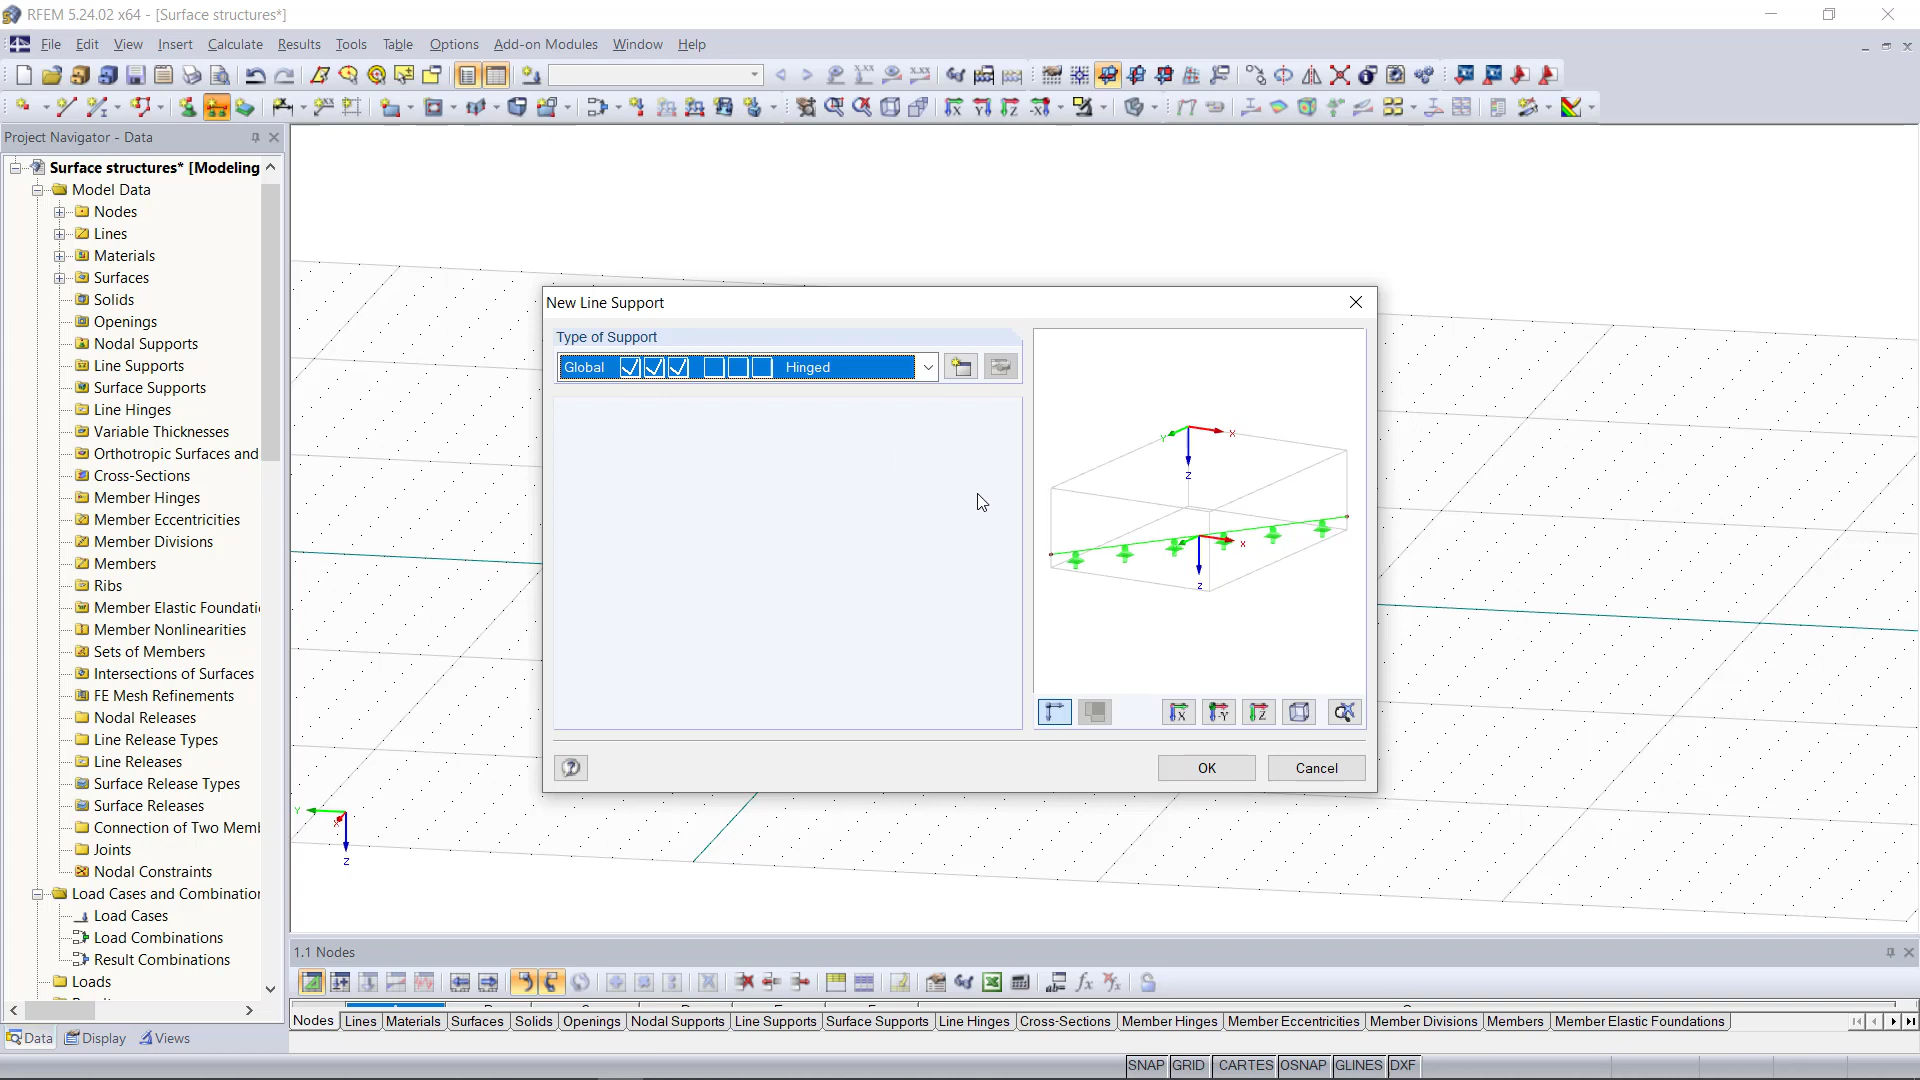 RFEM 5.24.02 x64 - [Surface structures*]
File Edit View Insert Calculate Results Tools Table Options Add-on Modules Window Help
Project Navigator - Data
Surface structures* [Modeling
Model Data
Nodes
Lines
Materials
Surfaces
Solids
Openings
Nodal Supports
Line Supports
Surface Supports
Line Hinges
Variable Thicknesses
Orthotropic Surfaces and
Cross-Sections
Member Hinges
Member Eccentricities
Member Divisions
Members
Ribs
Member Elastic Foundati
Member Nonlinearities
Sets of Members
Intersections of Surfaces
FE Mesh Refinements
Nodal Releases
Line Release Types
Line Releases
Surface Release Types
Surface Releases
Connection of Two Memb
Joints
Nodal Constraints
Load Cases and Combination
Load Cases
Load Combinations
Result Combinations
Loads
Data Display Views
New Line Support
Type of Support
Global Hinged
Y X
Z
X
Z
X -Y Z
OK Cancel
Y X
Z
1.1 Nodes
Nodes Lines Materials Surfaces Solids Openings Nodal Supports Line Supports Surface Supports Line Hinges Cross-Sections Member Hinges Member Eccentricities Member Divisions Members Member Elastic Foundations
SNAP GRID CARTES OSNAP GLINES DXF